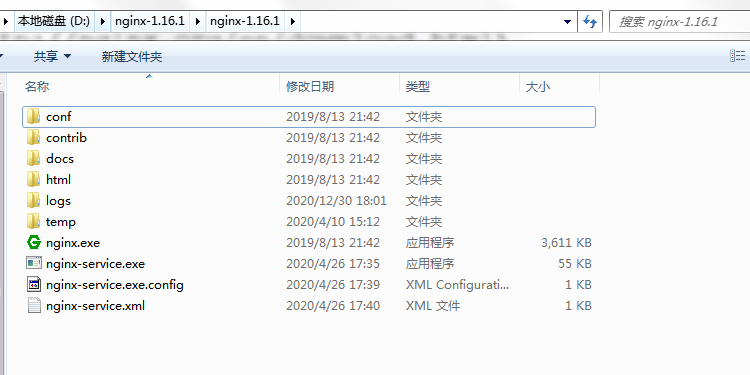 本地磁盘 (D:) nginx-1.16.1 nginx-1.16.1 搜索 nginx-1.16.1
共享 新建文件夹
名称 修改日期 类型 大小
conf 2019/8/13 21:42 文件夹
contrib 2019/8/13 21:42 文件夹
docs 2019/8/13 21:42 文件夹
html 2019/8/13 21:42 文件夹
logs 2020/12/30 18:01 文件夹
temp 2020/4/10 15:12 文件夹
nginx.exe 2019/8/13 21:42 应用程序 3,611 KB
nginx-service.exe 2020/4/26 17:35 应用程序 55 KB
nginx-service.exe.config 2020/4/26 17:39 XML Configurati... 1 KB
nginx-service.xml 2020/4/26 17:40 XML 文件 1 KB